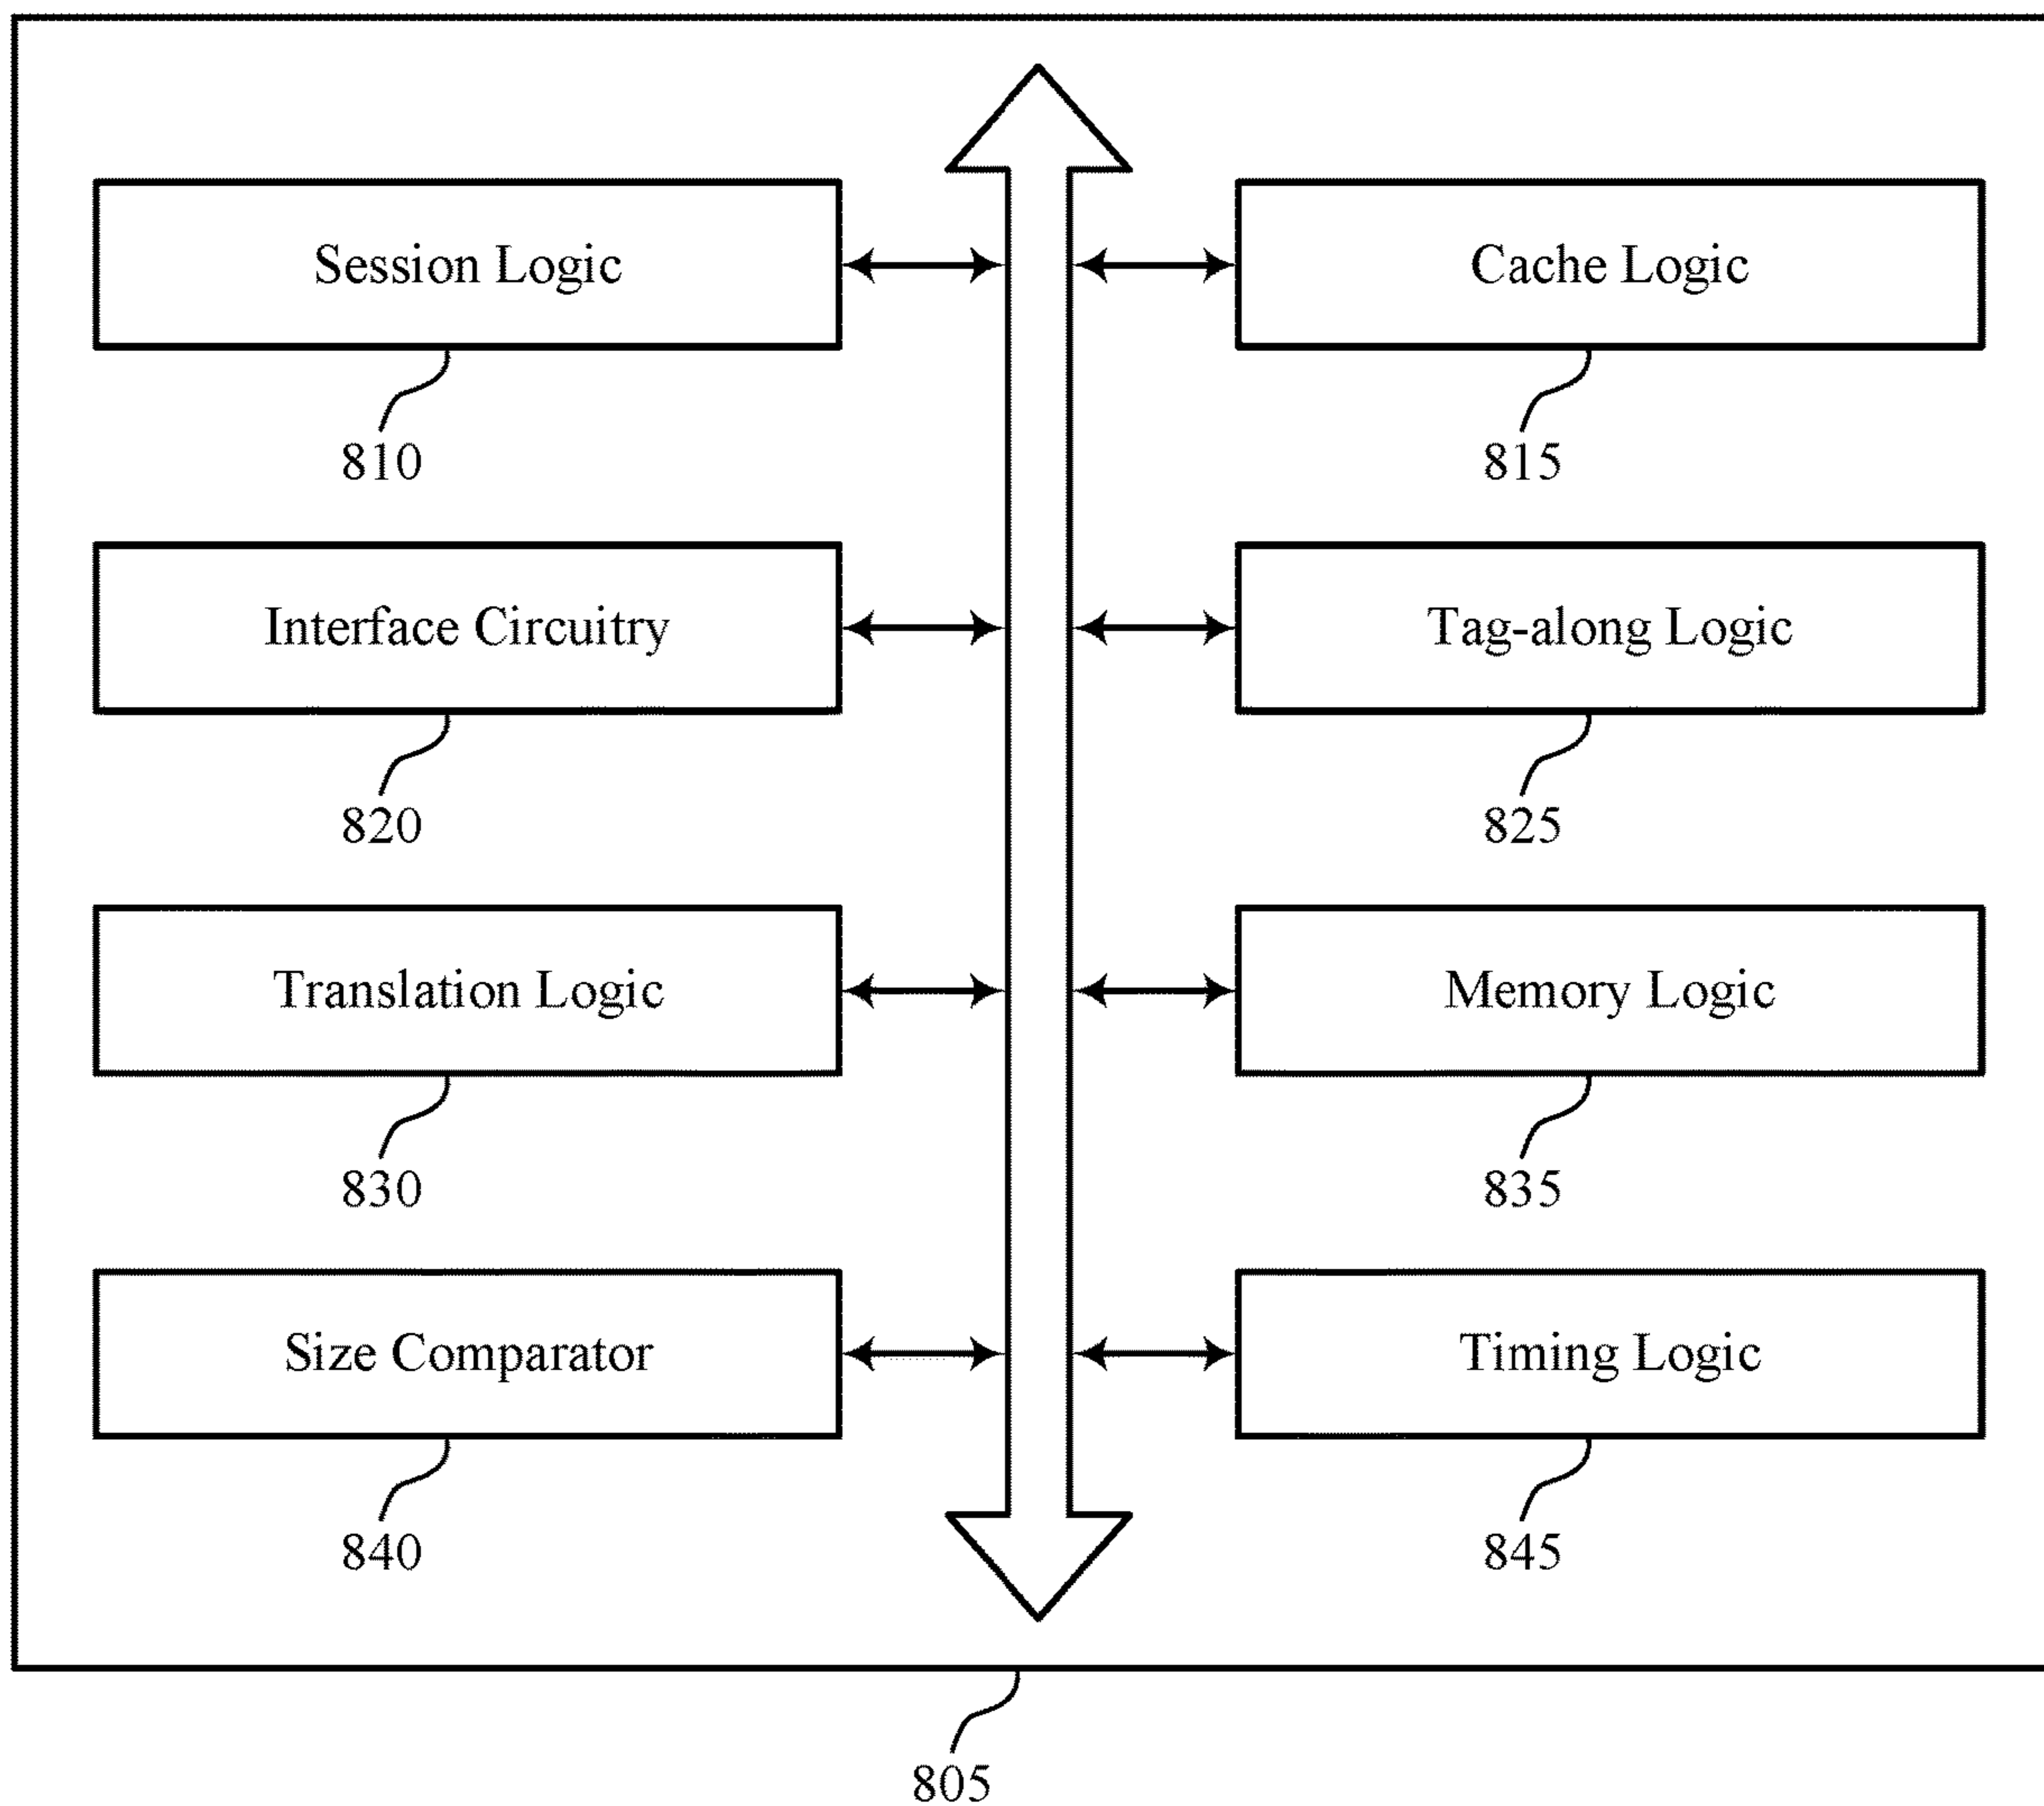 Session Logic
Cache Logic
810
815
Interface Circuitry
Tag-along Logic
820
825
Translation Logic
Memory Logic
830
835
Size Comparator
Timing Logic
840
845
805